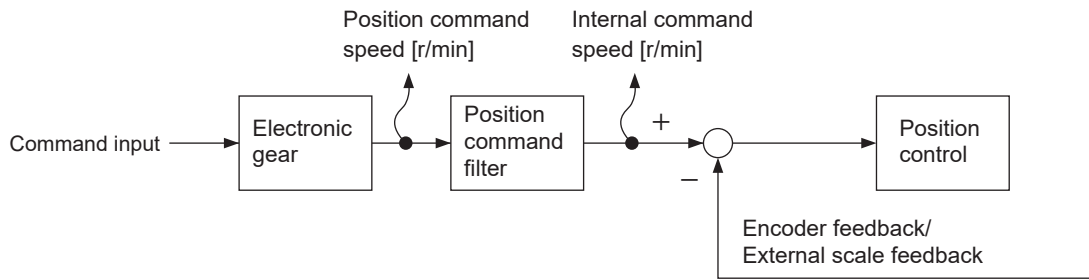 Position command
speed [r/min]
Internal command
speed [r/min]
Command input
Electronic
gear
Position
command
filter
+
−
Position
control
Encoder feedback/
External scale feedback